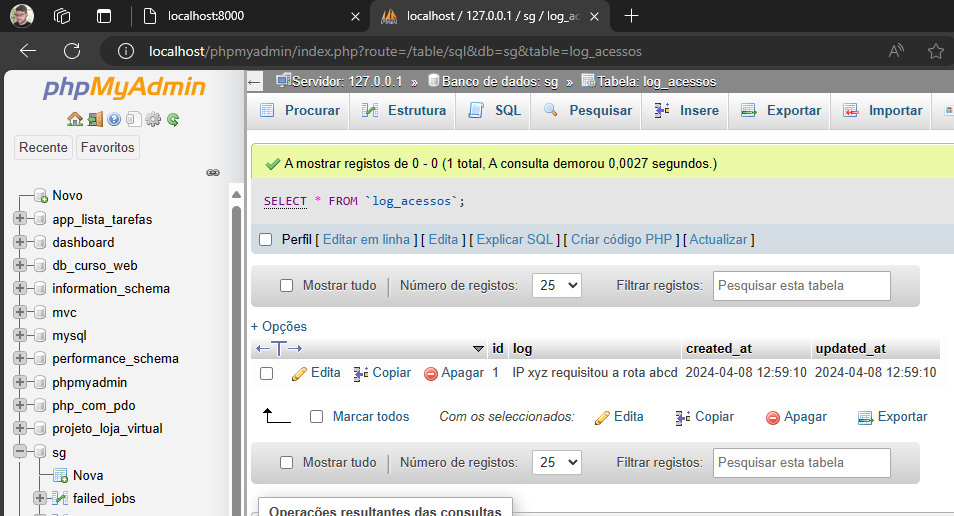 localhost:8000
localhost / 127.0.0.1 / sg / log_ac
localhost/phpmyadmin/index.php?route=/table/sql&db=sg&table=log_acessos
phpMyAdmin
Recente Favoritos
Novo
app_lista_tarefas
dashboard
db_curso_web
information_schema
mvc
mysql
performance_schema
phpmyadmin
php_com_pdo
projeto_loja_virtual
sg
Nova
failed_jobs
Servidor: 127.0.0.1 » Banco de dados: sg » Tabela: log_acessos
Procurar Estrutura SQL Pesquisar Insere Exportar Importar
A mostrar registos de 0 - 0 (1 total, A consulta demorou 0,0027 segundos.)
SELECT * FROM `log_acessos`;
Perfil [ Editar em linha ] [ Edita ] [ Explicar SQL ] [ Criar código PHP ] [ Actualizar ]
Mostrar tudo Número de registos: 25 Filtrar registos: Pesquisar esta tabela
+ Opções
←T→ id log created_at updated_at
Edita Copiar Apagar 1 IP xyz requisitou a rota abcd 2024-04-08 12:59:10 2024-04-08 12:59:10
Marcar todos Com os seleccionados: Edita Copiar Apagar Exportar
Mostrar tudo Número de registos: 25 Filtrar registos: Pesquisar esta tabela
Operações resultantes das consultas